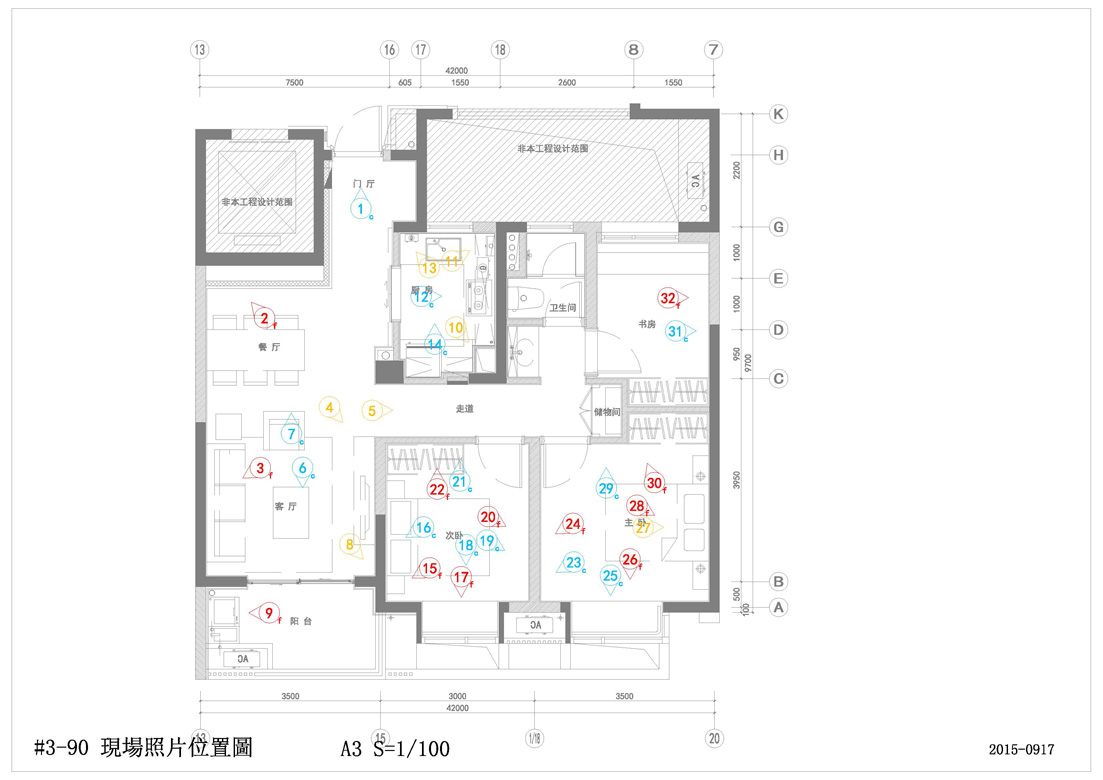 13 16 17 18 8 7
42000
7500 605 1550 2600 1550
K
H
G
E
D
C
B
A
2200
1000
1000
950
9700
3950
500
100
非本工程设计范围
非本工程设计范围
AC
门 厅
1 c
13 11
厨 房
12 c
10
14 c
卫生间
书房
32 f
31 c
2 f
餐 厅
4 5
走道
储物间
7 c
3 f
6 c
客 厅
8
22 f
21 c
20 f
16 c
次卧
18 c
19 c
15 f
17 f
29 c
30 f
28 f
24 f
主 卧
27
23 c
26 f
25 c
9 f
阳 台
AC
AC
3500 3000 3500
42000
13 15 1/18 20
#3-90 現場照片位置圖 A3 S=1/100 2015-0917